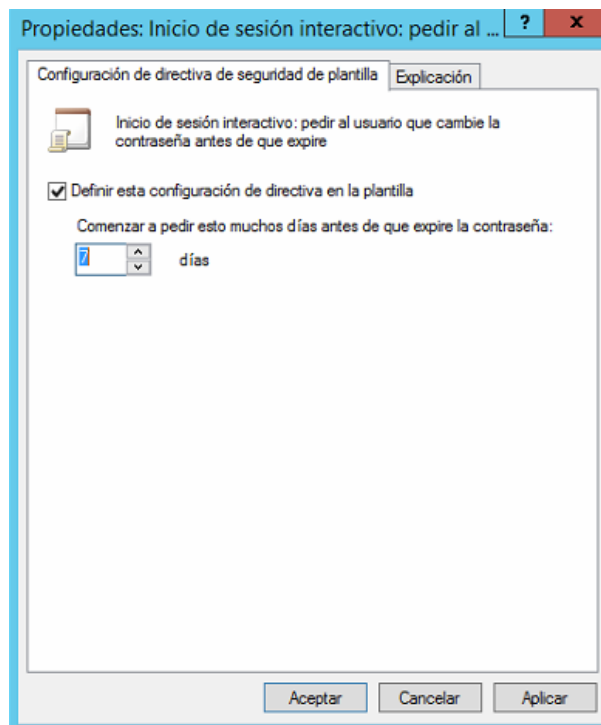 Propiedades: Inicio de sesión interactivo: pedir al ...
?
x
Configuración de directiva de seguridad de plantilla
Explicación
Inicio de sesión interactivo: pedir al usuario que cambie la
contraseña antes de que expire
Definir esta configuración de directiva en la plantilla
Comenzar a pedir esto muchos días antes de que expire la contraseña:
7 días
Aceptar
Cancelar
Aplicar